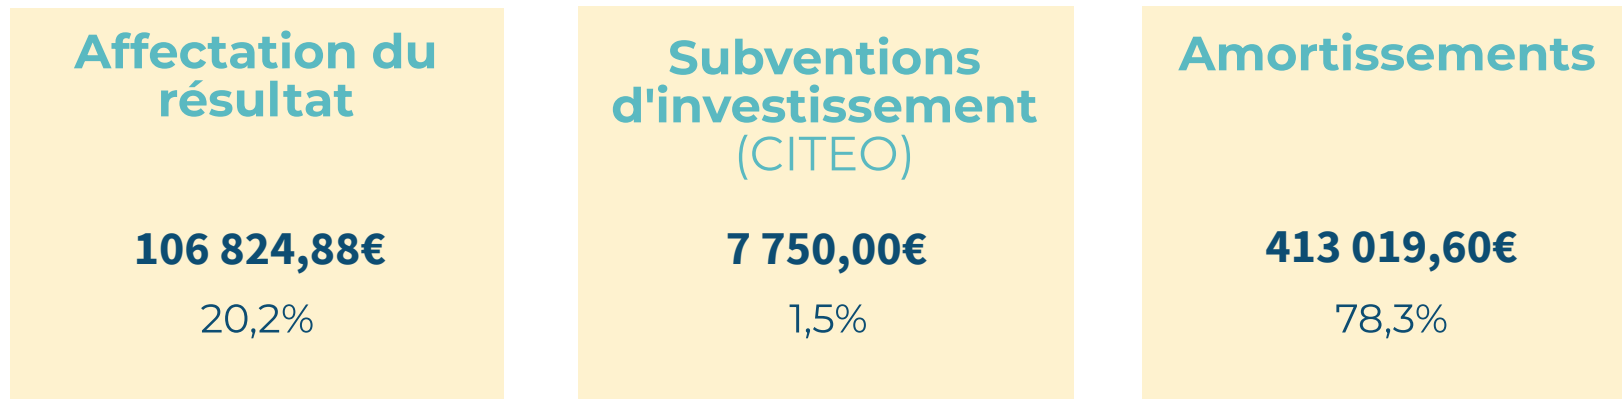 Affectation du
résultat
106 824,88€
20,2%
Subventions
d'investissement
(CITEO)
7 750,00€
1,5%
Amortissements
413 019,60€
78,3%